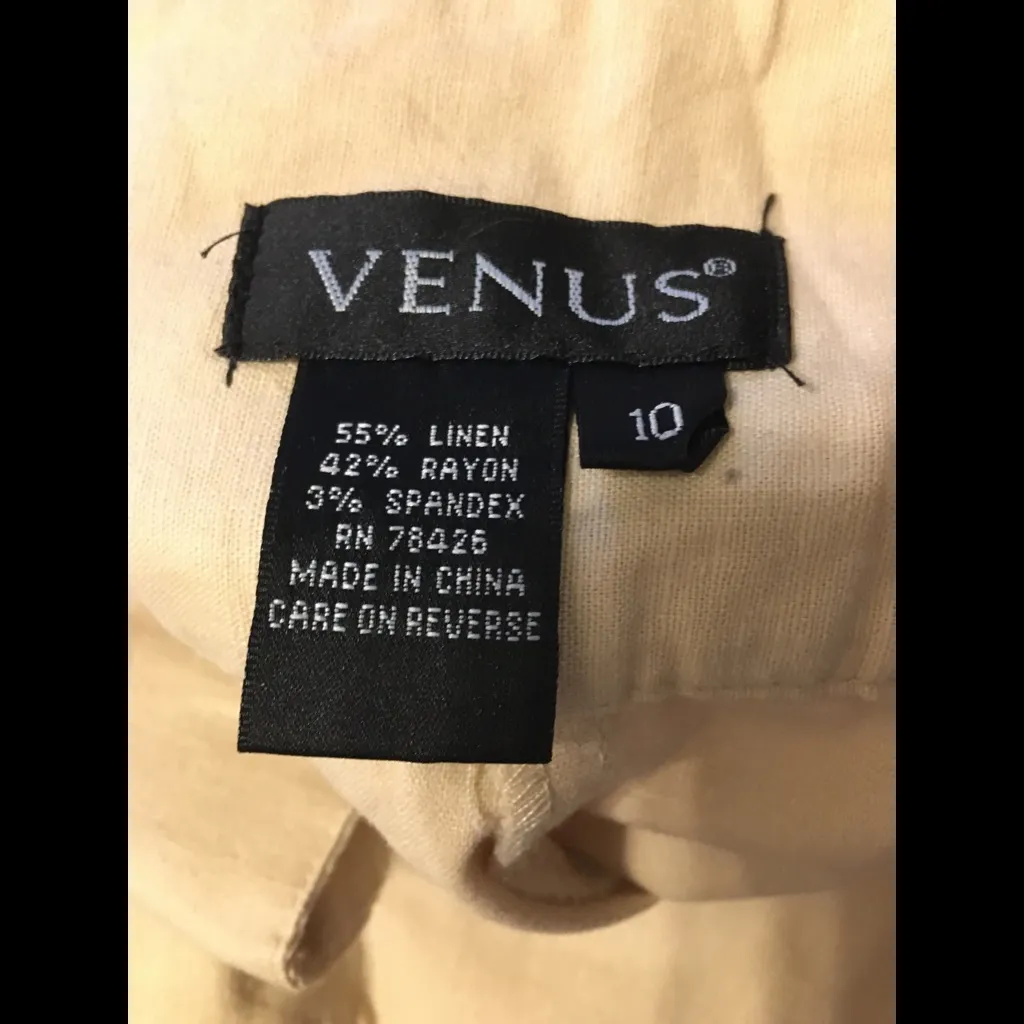 VENUS®
10
55% LINEN
42% RAYON
3% SPANDEX
RN 78426
MADE IN CHINA
CARE ON REVERSE